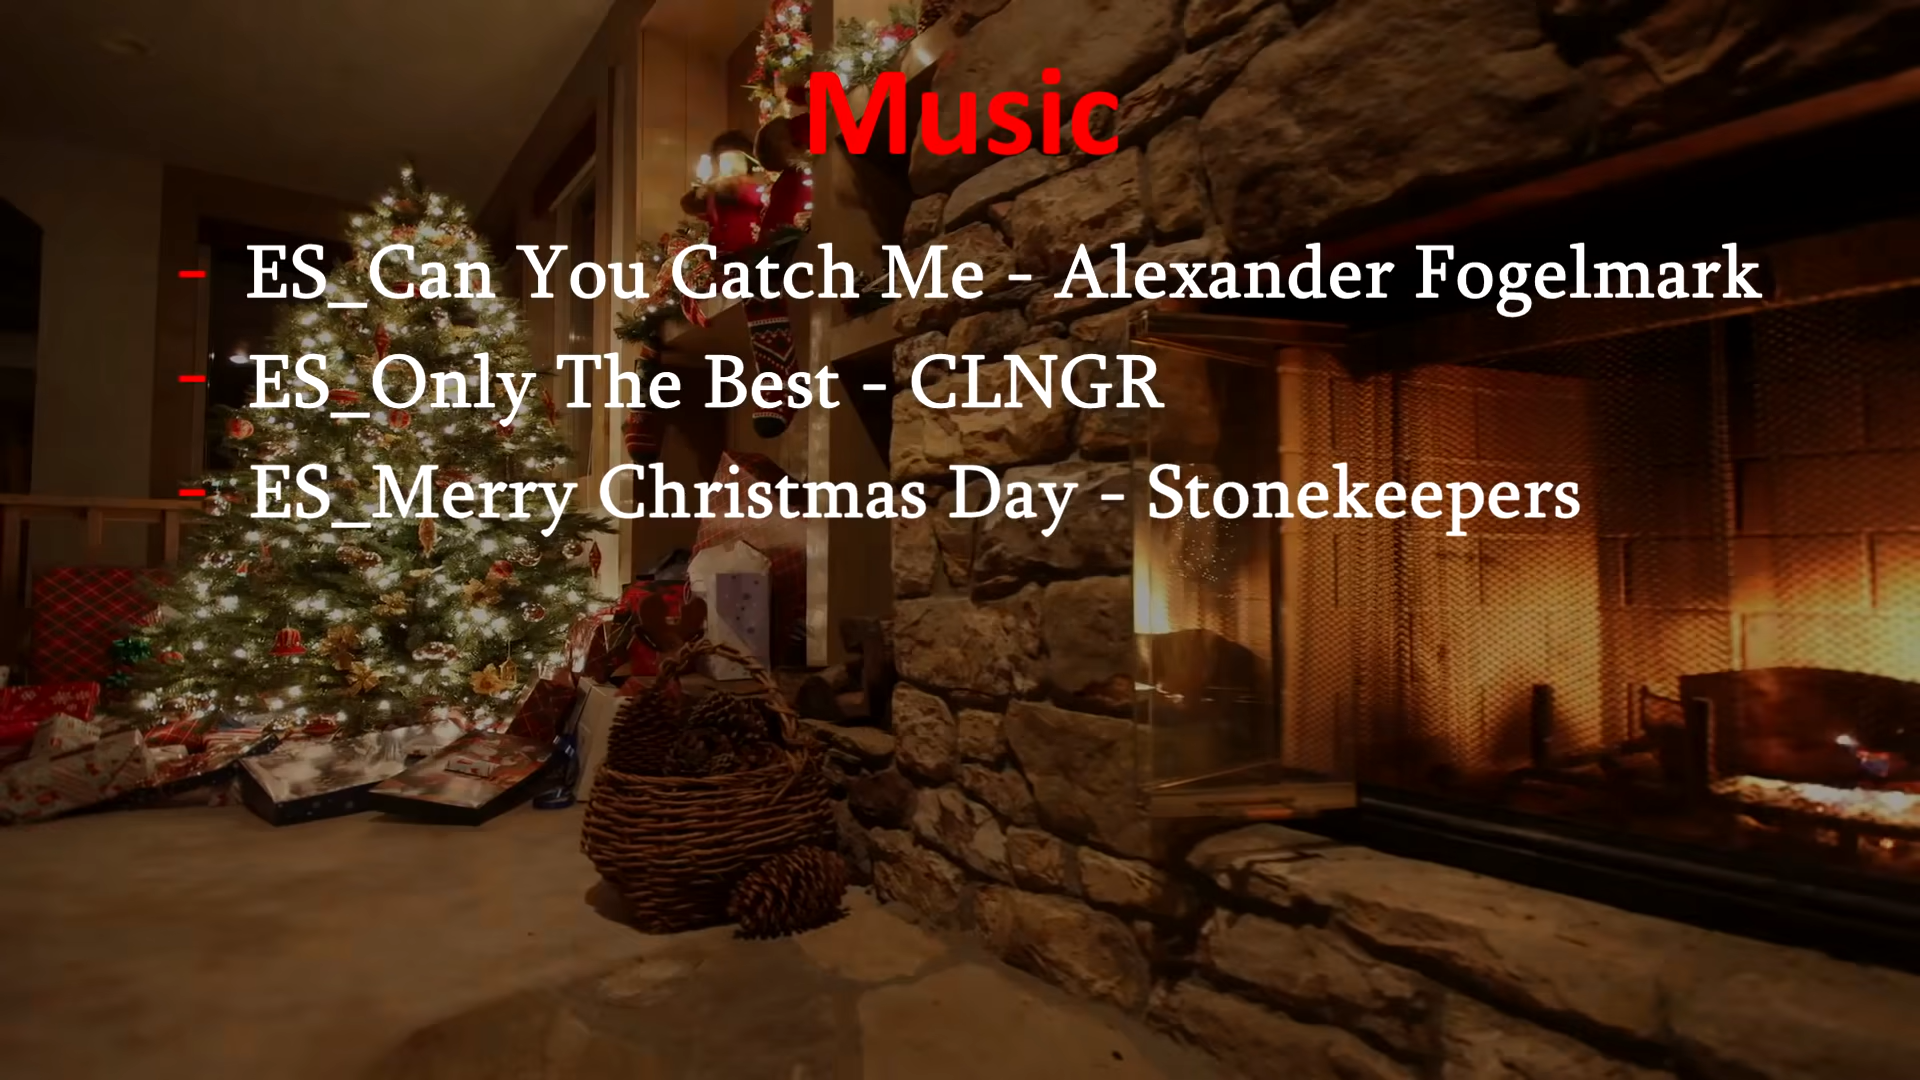 Music
- ES_Can You Catch Me - Alexander Fogelmark
- ES_Only The Best - CLNGR
- ES_Merry Christmas Day - Stonekeepers